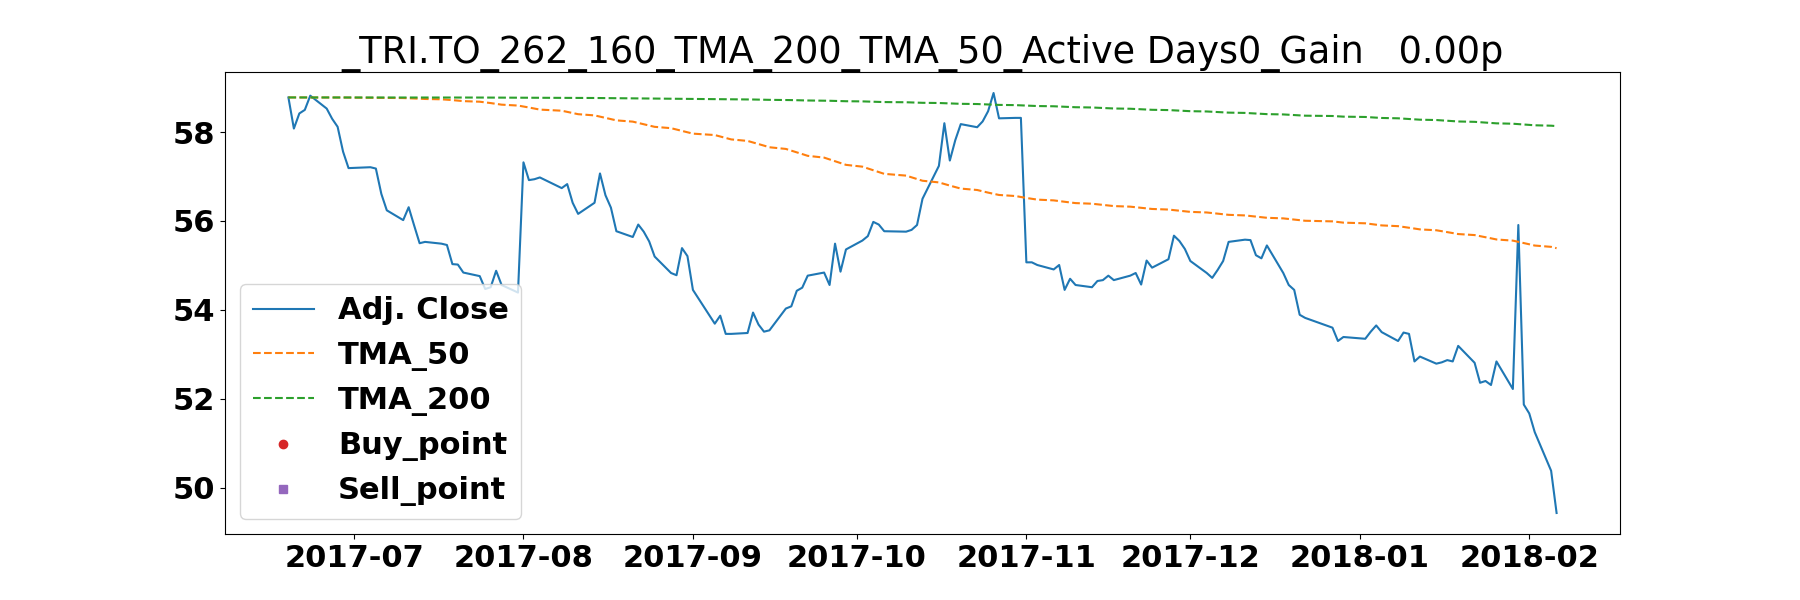 _TRI.TO_262_160_TMA_200_TMA_50_Active Days0_Gain   0.00p
58
56
54
52
50
Adj. Close
TMA_50
TMA_200
Buy_point
Sell_point
2017-07 2017-08 2017-09 2017-10 2017-11 2017-12 2018-01 2018-02